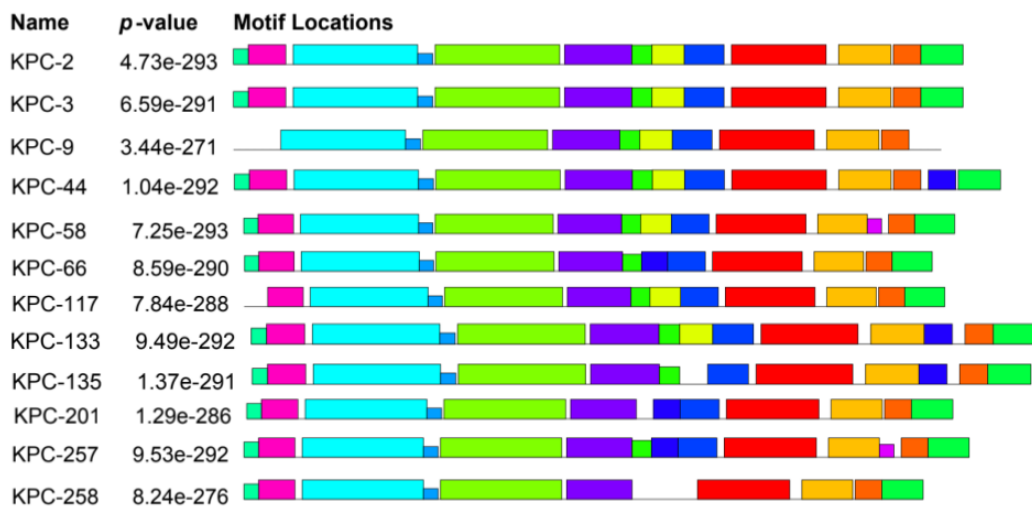 Name p-value Motif Locations
KPC-2 4.73e-293
KPC-3 6.59e-291
KPC-9 3.44e-271
KPC-44 1.04e-292
KPC-58 7.25e-293
KPC-66 8.59e-290
KPC-117 7.84e-288
KPC-133 9.49e-292
KPC-135 1.37e-291
KPC-201 1.29e-286
KPC-257 9.53e-292
KPC-258 8.24e-276